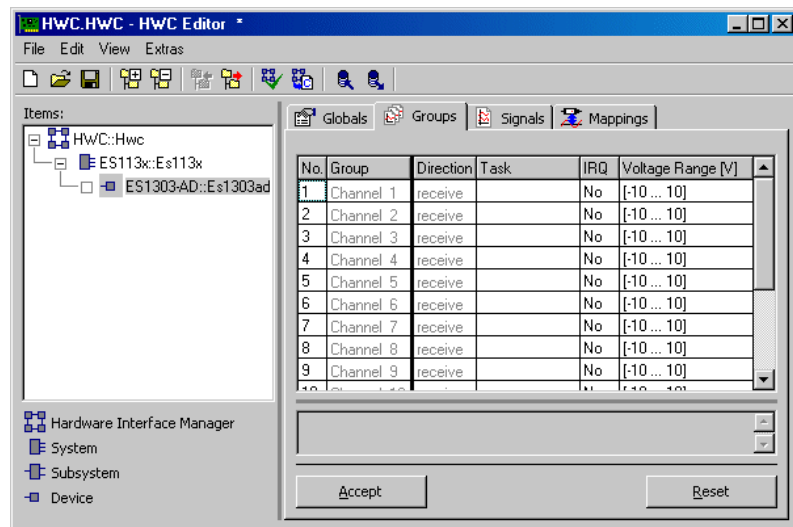 HWC.HWC - HWC Editor *
File Edit View Extras
Items:
HWC::Hwc
ES113x::Es113x
ES1303-AD::Es1303ad
Globals Groups Signals Mappings
No. Group Direction Task IRQ Voltage Range [V]
1 Channel 1 receive No [-10 ... 10]
2 Channel 2 receive No [-10 ... 10]
3 Channel 3 receive No [-10 ... 10]
4 Channel 4 receive No [-10 ... 10]
5 Channel 5 receive No [-10 ... 10]
6 Channel 6 receive No [-10 ... 10]
7 Channel 7 receive No [-10 ... 10]
8 Channel 8 receive No [-10 ... 10]
9 Channel 9 receive No [-10 ... 10]
Hardware Interface Manager
System
Subsystem
Device
Accept Reset